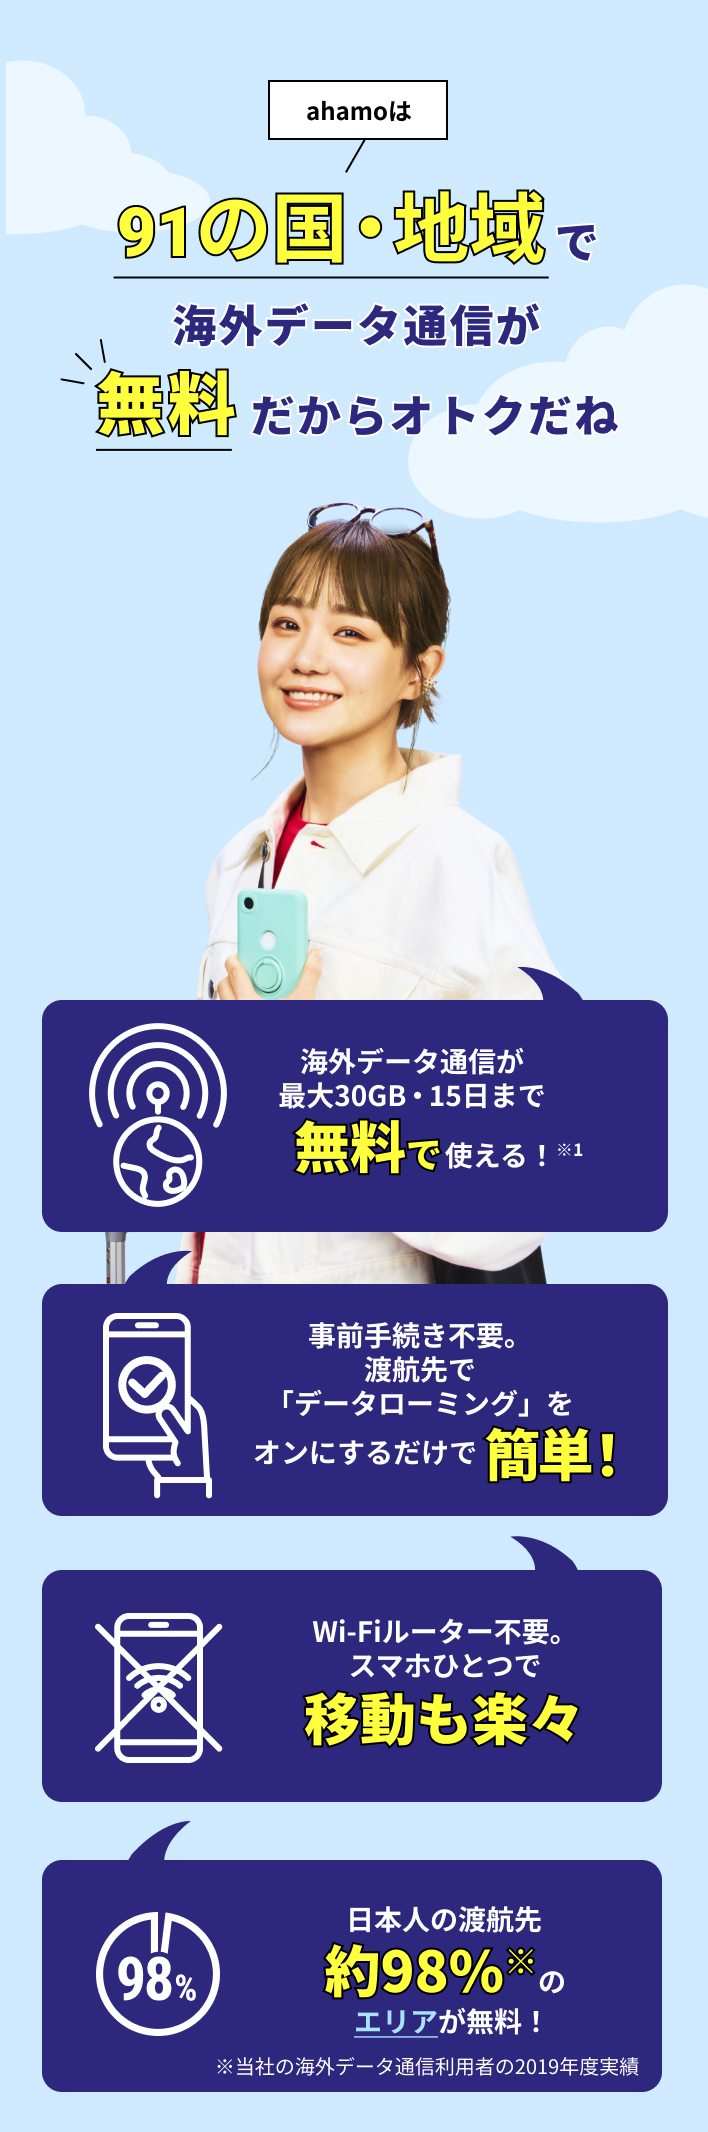 ahamoは
91の国・地域で
海外データ通信が
無料だからオトクだね
海外データ通信が
最大30GB・15日まで
無料で使える！※1
事前手続き不要。
渡航先で
「データローミング」を
オンにするだけで簡単！
Wi-Fiルーター不要。
スマホひとつで
移動も楽々
98%
日本人の渡航先
約98%※の
エリアが無料！
※当社の海外データ通信利用者の2019年度実績